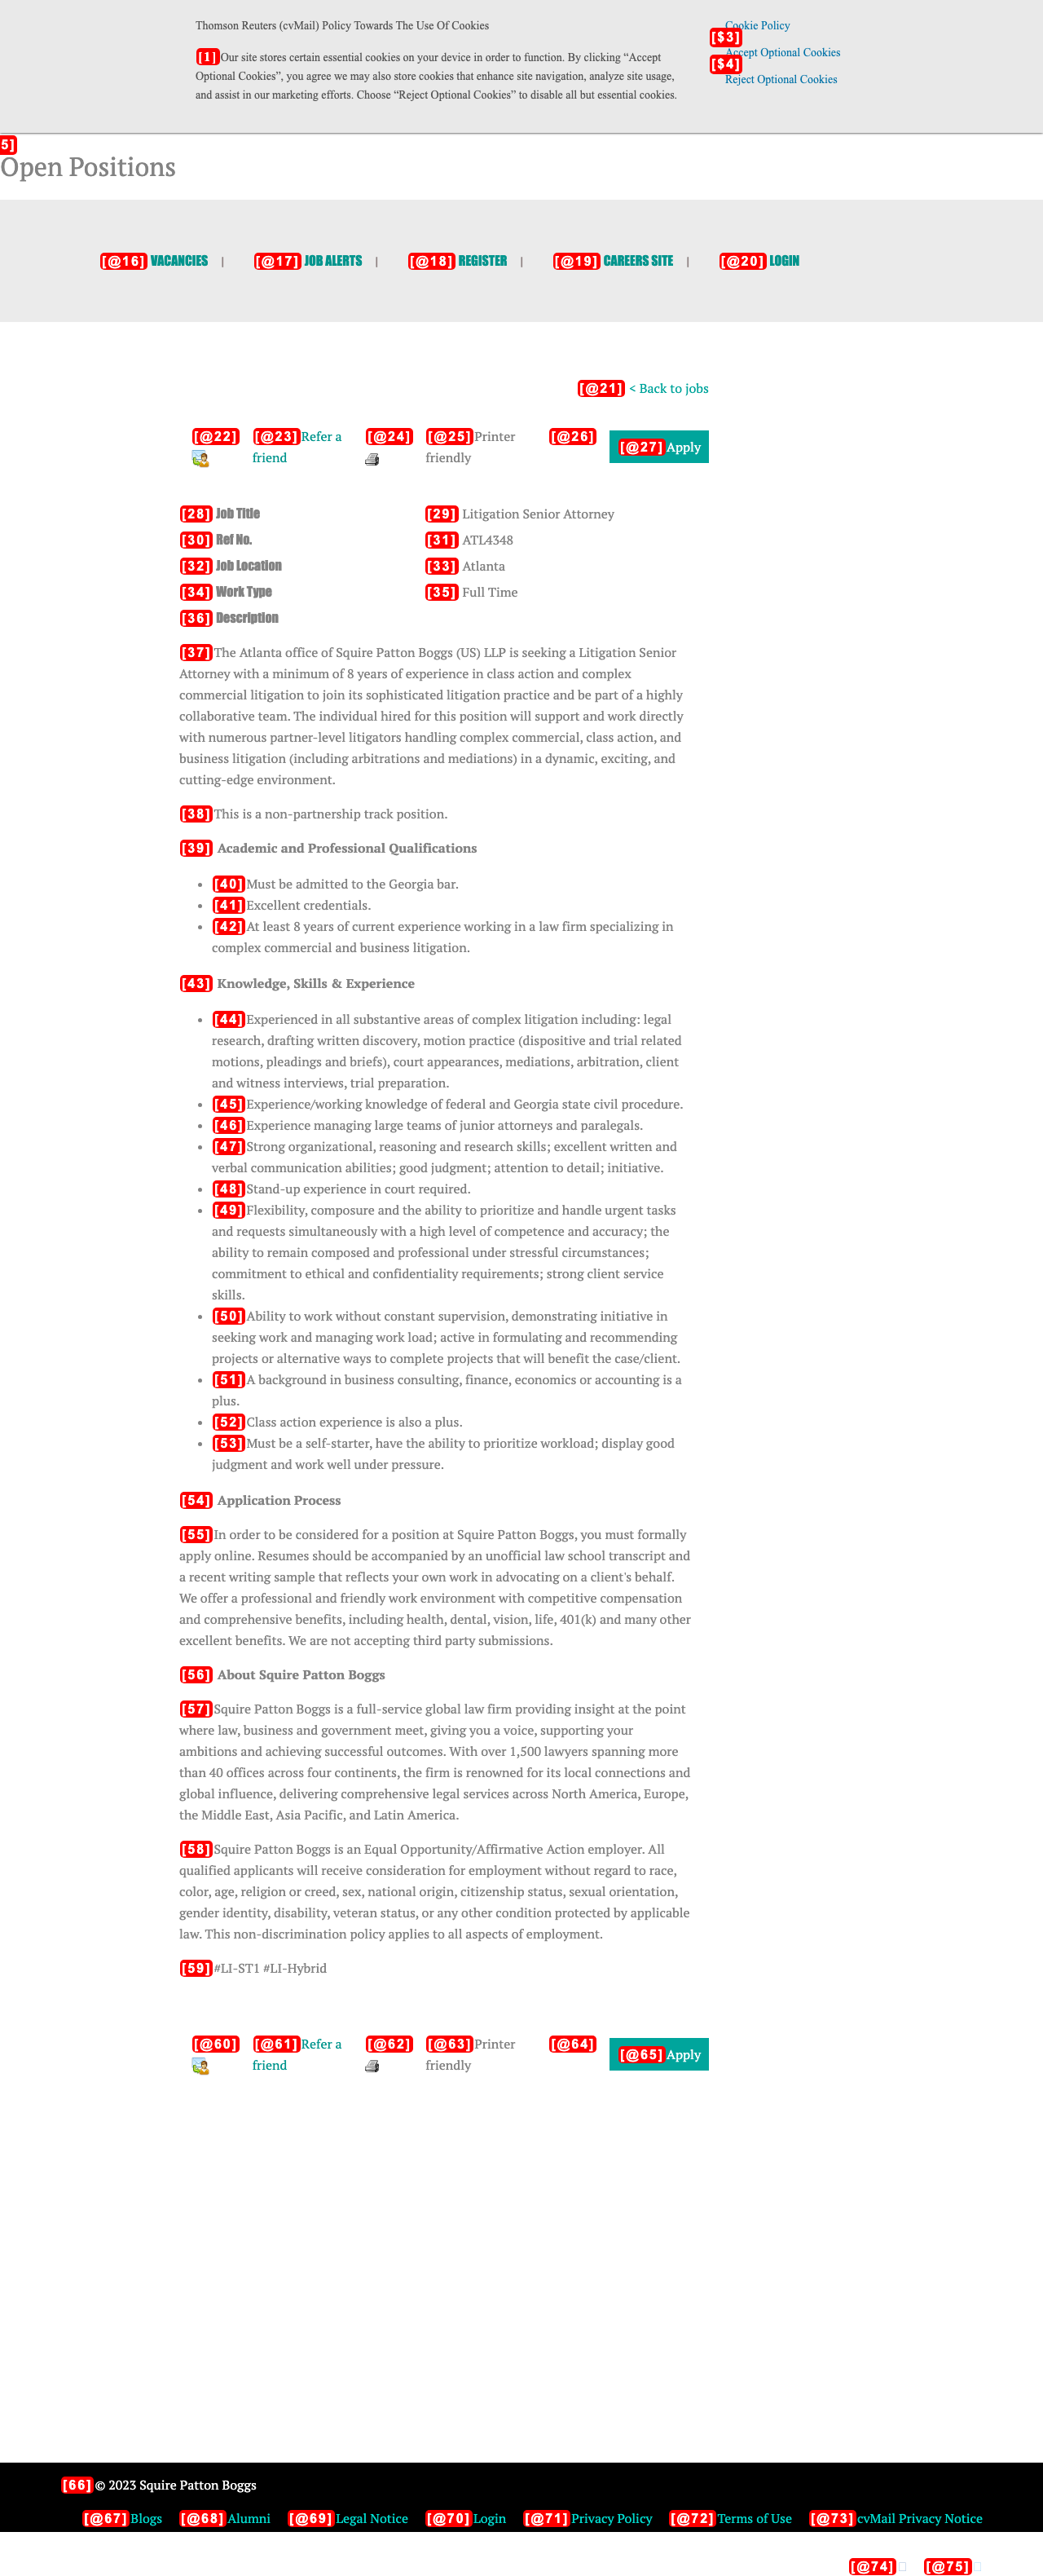 Thomson Reuters (cvMail) Policy Towards The Use Of Cookies
[1] Our site stores certain essential cookies on your device in order to function. By clicking “Accept
Optional Cookies”, you agree we may also store cookies that enhance site navigation, analyze site usage,
and assist in our marketing efforts. Choose “Reject Optional Cookies” to disable all but essential cookies.
Cookie Policy
[$3] Accept Optional Cookies
[$4] Reject Optional Cookies
5]
Open Positions
[@16] VACANCIES | [@17] JOB ALERTS | [@18] REGISTER | [@19] CAREERS SITE | [@20] LOGIN
[@21] < Back to jobs
[@22] [@23] Refer a friend [@24] [@25] Printer friendly [@26] [@27] Apply
[28] Job Title [29] Litigation Senior Attorney
[30] Ref No. [31] ATL4348
[32] Job Location [33] Atlanta
[34] Work Type [35] Full Time
[36] Description
[37] The Atlanta office of Squire Patton Boggs (US) LLP is seeking a Litigation Senior
Attorney with a minimum of 8 years of experience in class action and complex
commercial litigation to join its sophisticated litigation practice and be part of a highly
collaborative team. The individual hired for this position will support and work directly
with numerous partner-level litigators handling complex commercial, class action, and
business litigation (including arbitrations and mediations) in a dynamic, exciting, and
cutting-edge environment.
[38] This is a non-partnership track position.
[39] Academic and Professional Qualifications
• [40] Must be admitted to the Georgia bar.
• [41] Excellent credentials.
• [42] At least 8 years of current experience working in a law firm specializing in
complex commercial and business litigation.
[43] Knowledge, Skills & Experience
• [44] Experienced in all substantive areas of complex litigation including: legal
research, drafting written discovery, motion practice (dispositive and trial related
motions, pleadings and briefs), court appearances, mediations, arbitration, client
and witness interviews, trial preparation.
• [45] Experience/working knowledge of federal and Georgia state civil procedure.
• [46] Experience managing large teams of junior attorneys and paralegals.
• [47] Strong organizational, reasoning and research skills; excellent written and
verbal communication abilities; good judgment; attention to detail; initiative.
• [48] Stand-up experience in court required.
• [49] Flexibility, composure and the ability to prioritize and handle urgent tasks
and requests simultaneously with a high level of competence and accuracy; the
ability to remain composed and professional under stressful circumstances;
commitment to ethical and confidentiality requirements; strong client service
skills.
• [50] Ability to work without constant supervision, demonstrating initiative in
seeking work and managing work load; active in formulating and recommending
projects or alternative ways to complete projects that will benefit the case/client.
• [51] A background in business consulting, finance, economics or accounting is a
plus.
• [52] Class action experience is also a plus.
• [53] Must be a self-starter, have the ability to prioritize workload; display good
judgment and work well under pressure.
[54] Application Process
[55] In order to be considered for a position at Squire Patton Boggs, you must formally
apply online. Resumes should be accompanied by an unofficial law school transcript and
a recent writing sample that reflects your own work in advocating on a client's behalf.
We offer a professional and friendly work environment with competitive compensation
and comprehensive benefits, including health, dental, vision, life, 401(k) and many other
excellent benefits. We are not accepting third party submissions.
[56] About Squire Patton Boggs
[57] Squire Patton Boggs is a full-service global law firm providing insight at the point
where law, business and government meet, giving you a voice, supporting your
ambitions and achieving successful outcomes. With over 1,500 lawyers spanning more
than 40 offices across four continents, the firm is renowned for its local connections and
global influence, delivering comprehensive legal services across North America, Europe,
the Middle East, Asia Pacific, and Latin America.
[58] Squire Patton Boggs is an Equal Opportunity/Affirmative Action employer. All
qualified applicants will receive consideration for employment without regard to race,
color, age, religion or creed, sex, national origin, citizenship status, sexual orientation,
gender identity, disability, veteran status, or any other condition protected by applicable
law. This non-discrimination policy applies to all aspects of employment.
[59] #LI-ST1 #LI-Hybrid
[@60] [@61] Refer a friend [@62] [@63] Printer friendly [@64] [@65] Apply
[66] © 2023 Squire Patton Boggs
[@67] Blogs [@68] Alumni [@69] Legal Notice [@70] Login [@71] Privacy Policy [@72] Terms of Use [@73] cvMail Privacy Notice
[@74] [@75]